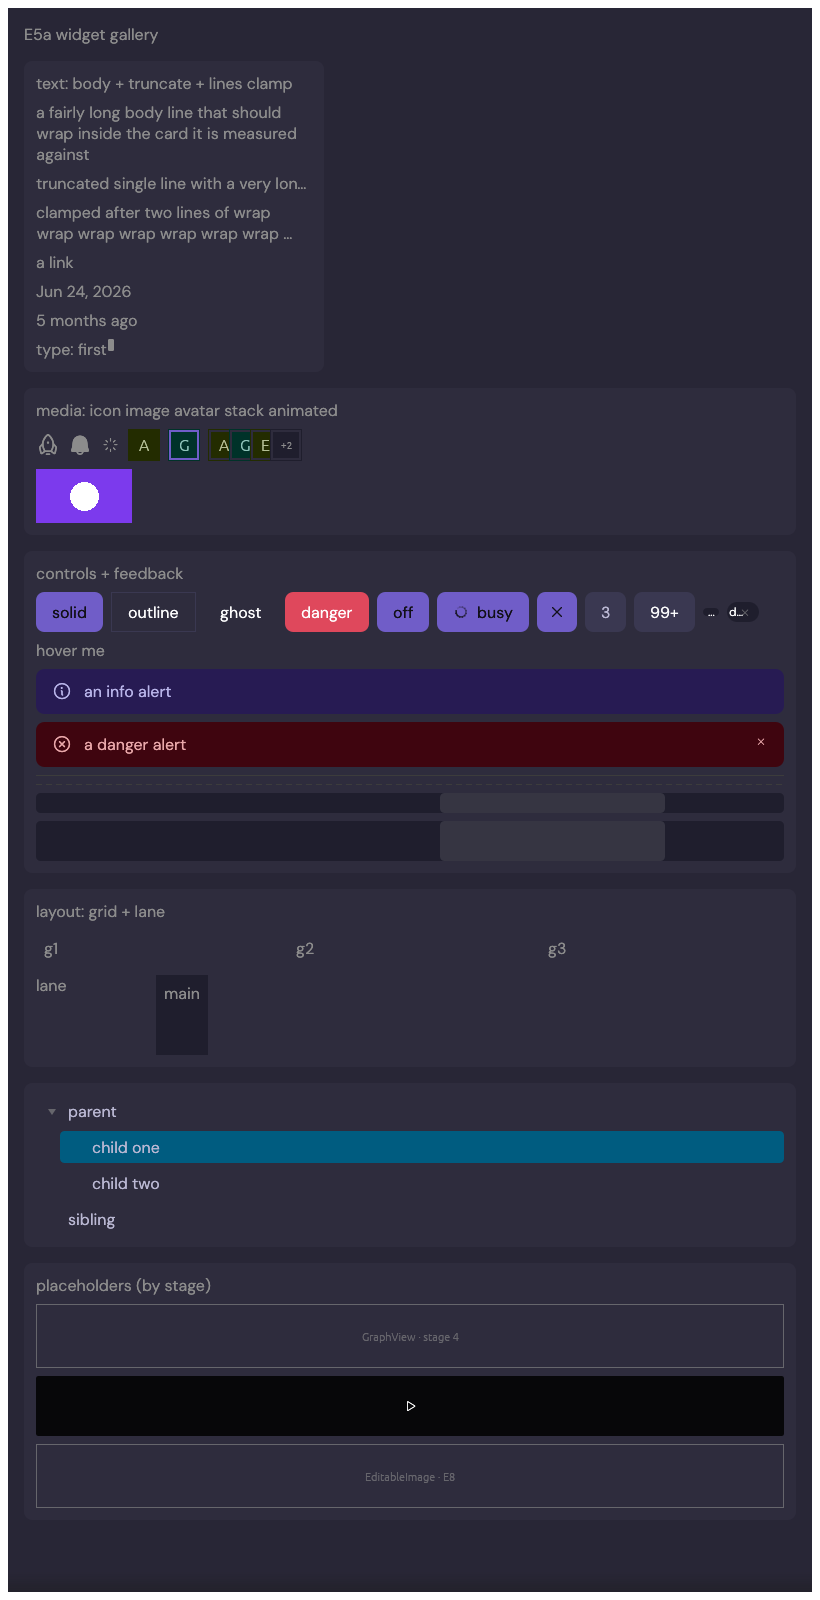 E5a widget gallery
text: body + truncate + lines clamp
a fairly long body line that should
wrap inside the card it is measured
against
truncated single line with a very lon...
clamped after two lines of wrap
wrap wrap wrap wrap wrap wrap ...
a link
Jun 24, 2026
5 months ago
type: first
media: icon image avatar stack animated
A G A G E +2
controls + feedback
solid outline ghost danger off busy 3 99+ ... d...
hover me
an info alert
a danger alert
layout: grid + lane
g1 g2 g3
lane main
parent
child one
child two
sibling
placeholders (by stage)
GraphView · stage 4
EditableImage · E8